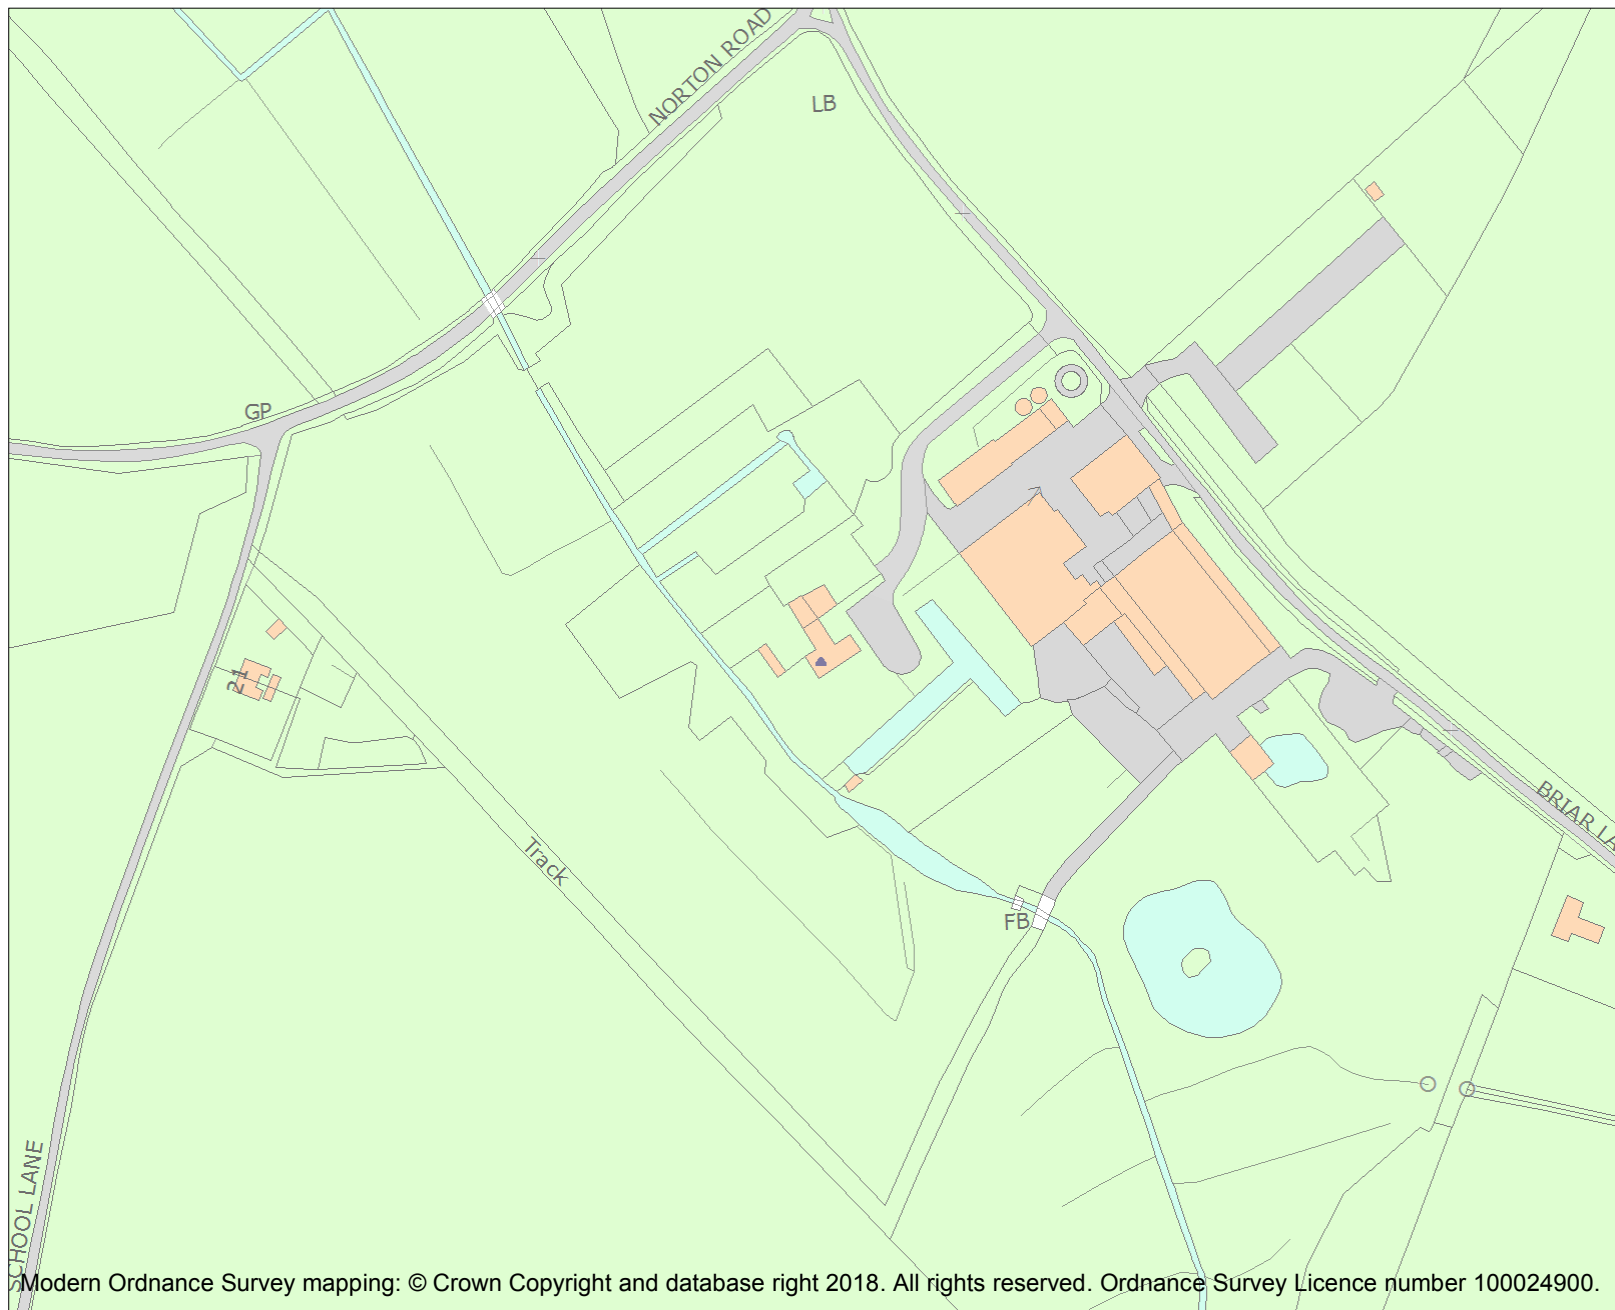 NORTON ROAD
LB
GP
21
Track
BRIAR LA
FB
SCHOOL LANE
Modern Ordnance Survey mapping: © Crown Copyright and database right 2018. All rights reserved. Ordnance Survey Licence number 100024900.